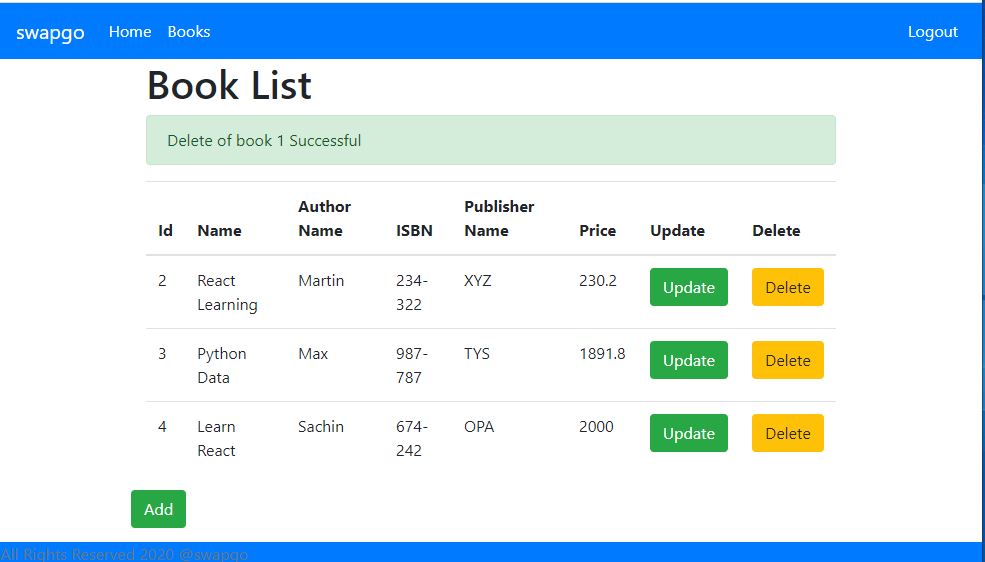 swapgo Home Books Logout
Book List
Delete of book 1 Successful
Id Name Author Name ISBN Publisher Name Price Update Delete
2 React Learning Martin 234-322 XYZ 230.2 Update Delete
3 Python Data Max 987-787 TYS 1891.8 Update Delete
4 Learn React Sachin 674-242 OPA 2000 Update Delete
Add
All Rights Reserved 2020 @swapgo